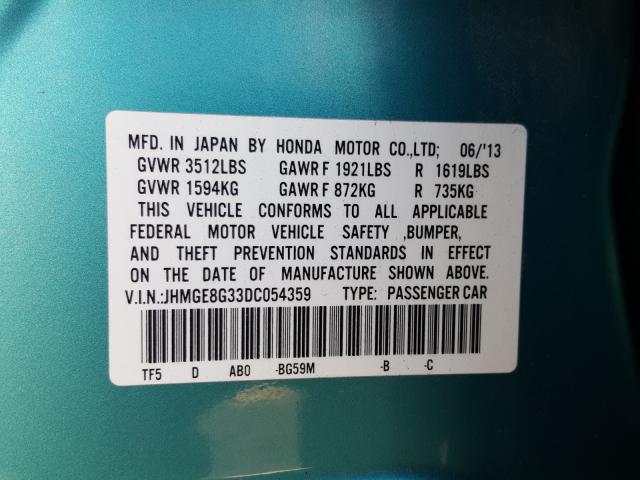 MFD. IN JAPAN BY HONDA MOTOR CO.,LTD; 06/'13
GVWR 3512LBS GAWR F 1921LBS R 1619LBS
GVWR 1594KG GAWR F 872KG R 735KG
THIS VEHICLE CONFORMS TO ALL APPLICABLE
FEDERAL MOTOR VEHICLE SAFETY ,BUMPER,
AND THEFT PREVENTION STANDARDS IN EFFECT
ON THE DATE OF MANUFACTURE SHOWN ABOVE.
V.I.N.:JHMGE8G33DC054359 TYPE: PASSENGER CAR
TF5 D AB0 -BG59M -B -C